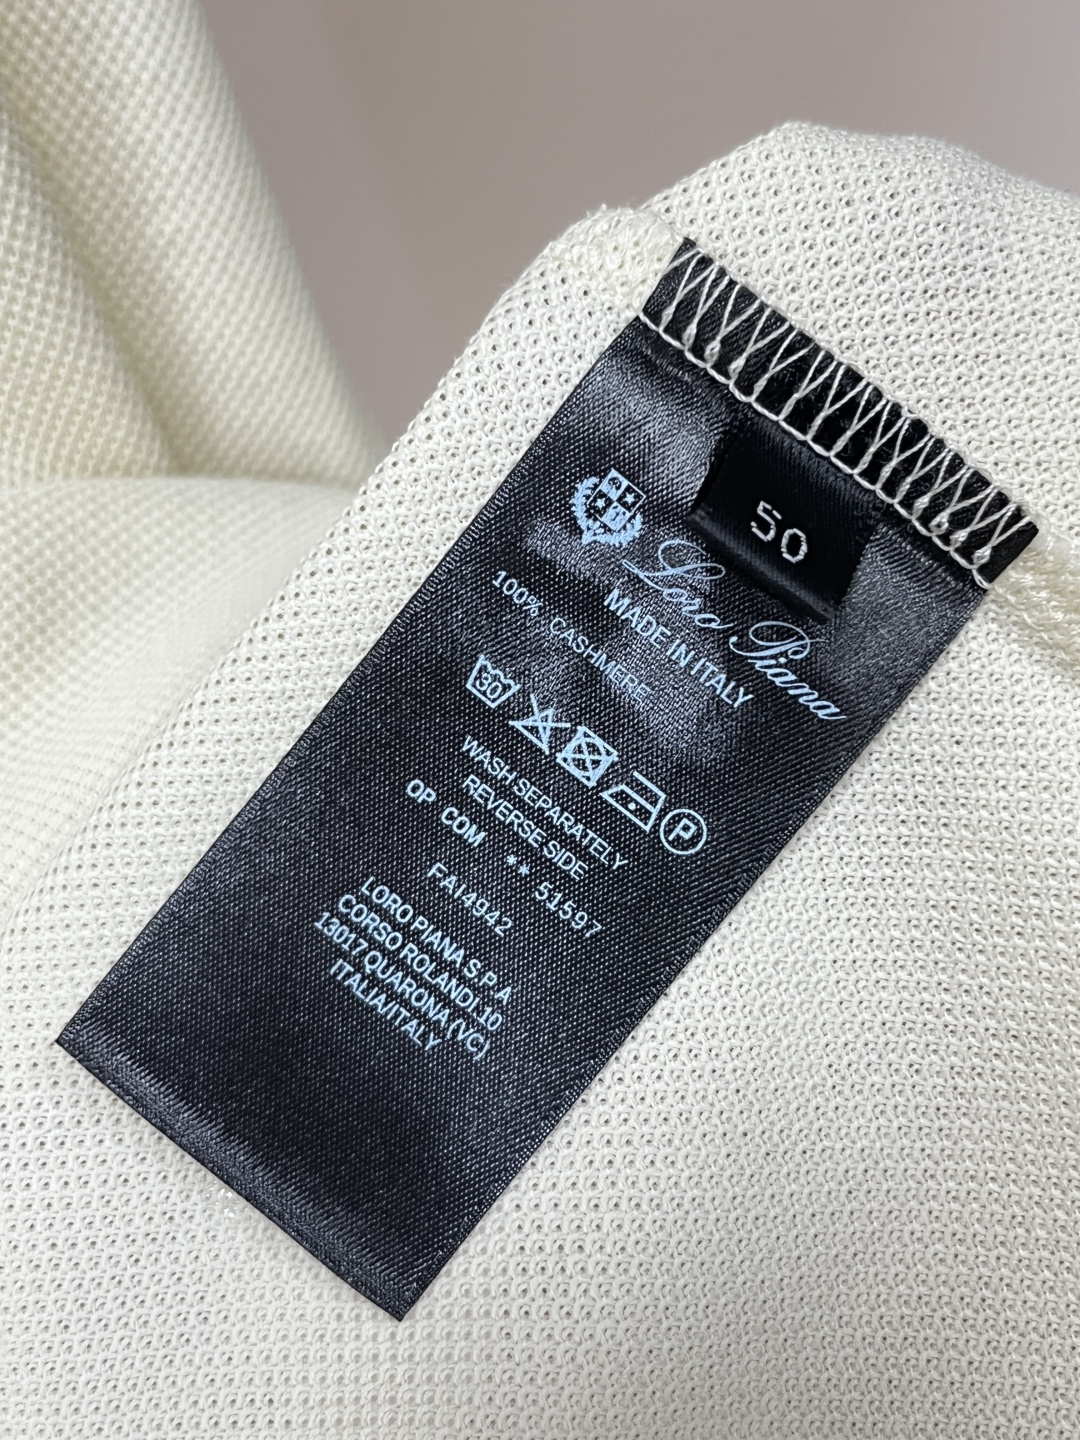 50
Loro Piana
MADE IN ITALY
100% CASHMERE
30
P
WASH SEPARATELY
REVERSE SIDE
OP COM ** 51597
FAI4942
LORO PIANA S.P.A
CORSO ROLANDI,10
13017 QUARONA(VC)
ITALIA/ITALY